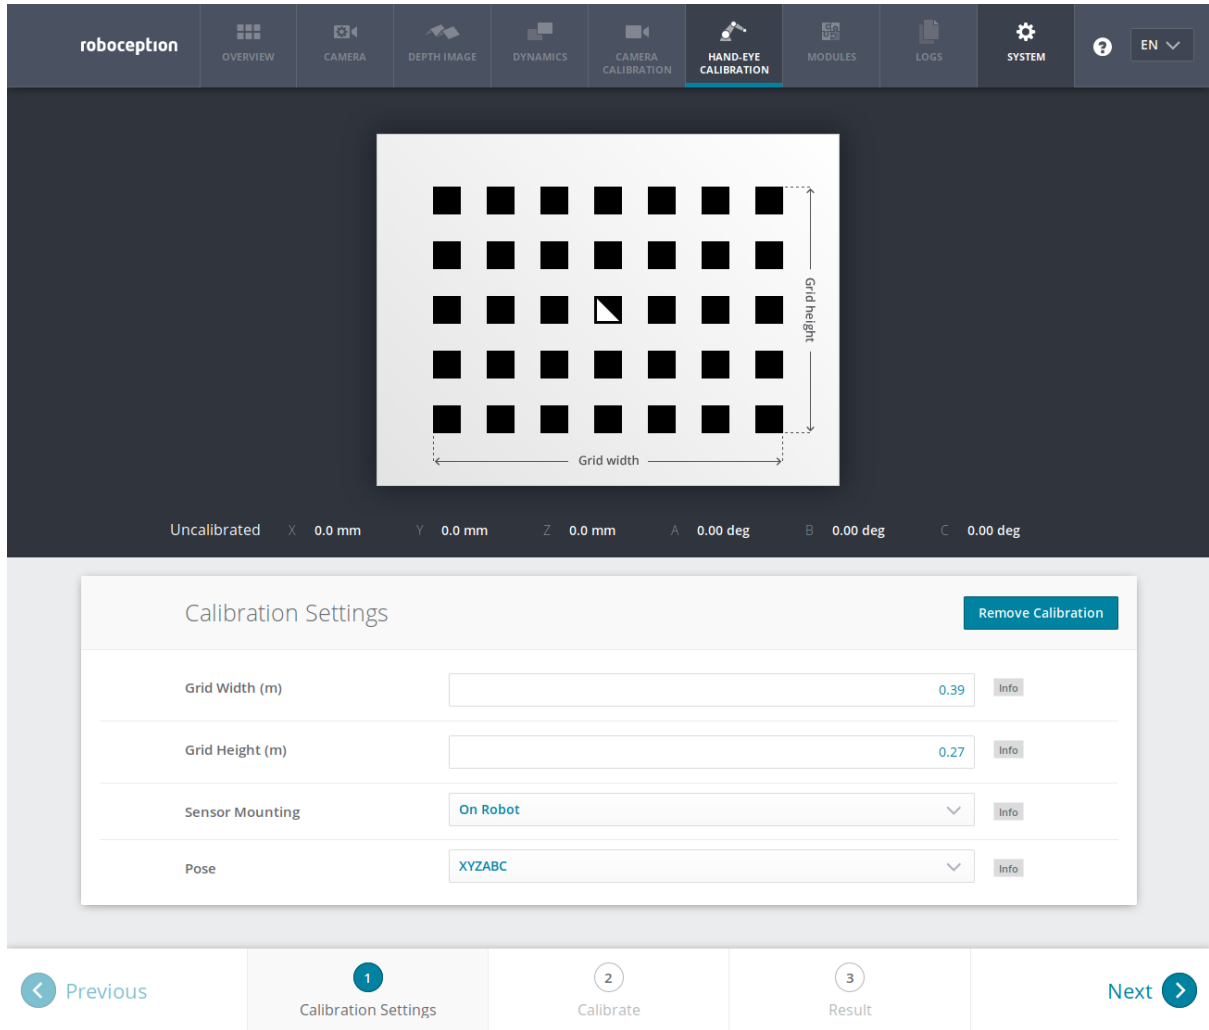 roboception
OVERVIEW
CAMERA
DEPTH IMAGE
DYNAMICS
CAMERA
CALIBRATION
HAND-EYE
CALIBRATION
MODULES
LOGS
SYSTEM
?
EN
Grid height
Grid width
Uncalibrated X 0.0 mm Y 0.0 mm Z 0.0 mm A 0.00 deg B 0.00 deg C 0.00 deg
Calibration Settings
Remove Calibration
Grid Width (m) 0.39 Info
Grid Height (m) 0.27 Info
Sensor Mounting On Robot Info
Pose XYZABC Info
Previous
1
Calibration Settings
2
Calibrate
3
Result
Next